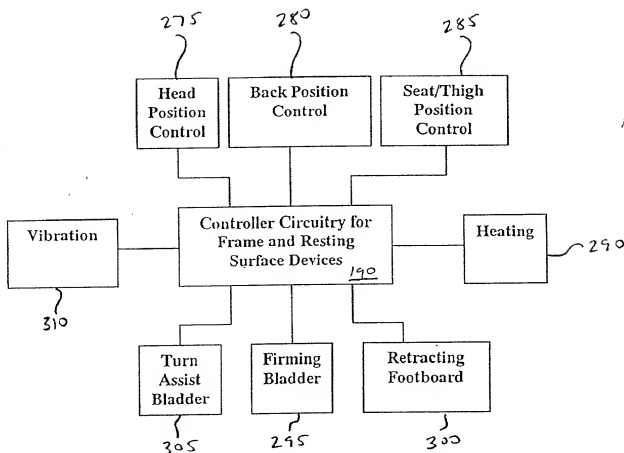 275
280
285
Head
Position
Control
Back Position
Control
Seat/Thigh
Position
Control
Vibration
Controller Circuitry for
Frame and Resting
Surface Devices
190
Heating
290
310
Turn
Assist
Bladder
Firming
Bladder
Retracting
Footboard
305
295
300